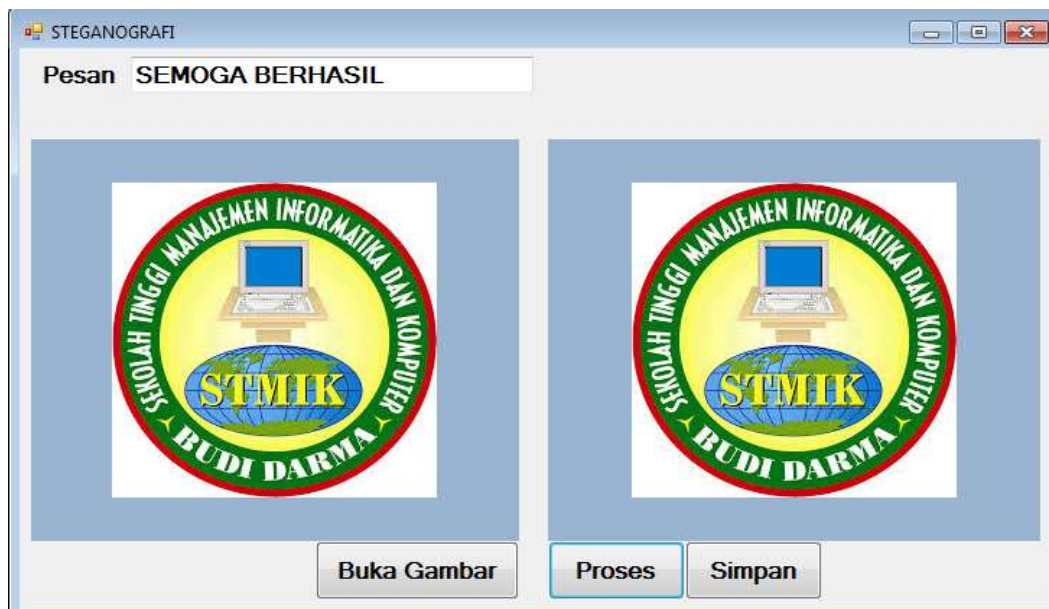 STEGANOGRAFI
Pesan SEMOGA BERHASIL
SEKOLAH TINGGI MANAJEMEN INFORMATIKA DAN KOMPUTER
STMIK
BUDI DARMA
SEKOLAH TINGGI MANAJEMEN INFORMATIKA DAN KOMPUTER
STMIK
BUDI DARMA
Buka Gambar Proses Simpan